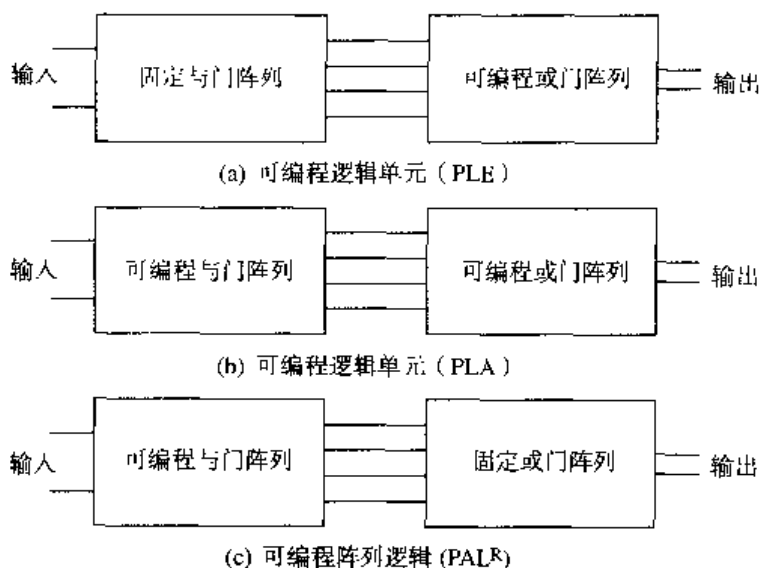 输入 固定与门阵列 可编程或门阵列 输出
(a) 可编程逻辑单元（PLE）
输入 可编程与门阵列 可编程或门阵列 输出
(b) 可编程逻辑单元（PLA）
输入 可编程与门阵列 固定或门阵列 输出
(c) 可编程阵列逻辑 (PALᴿ)